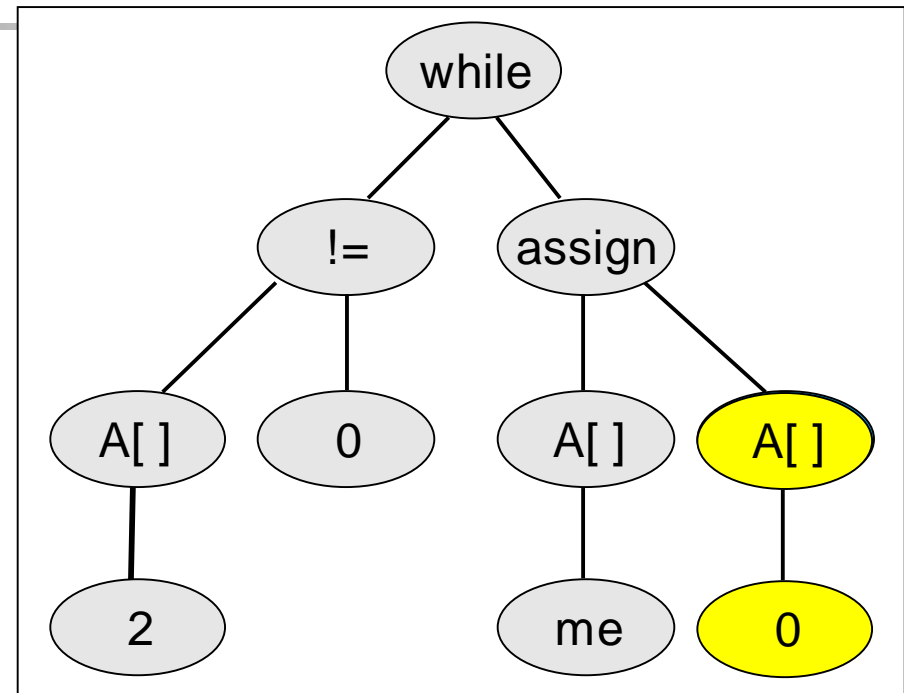 while
!=
assign
A[ ]
0
A[ ]
A[ ]
2
me
0